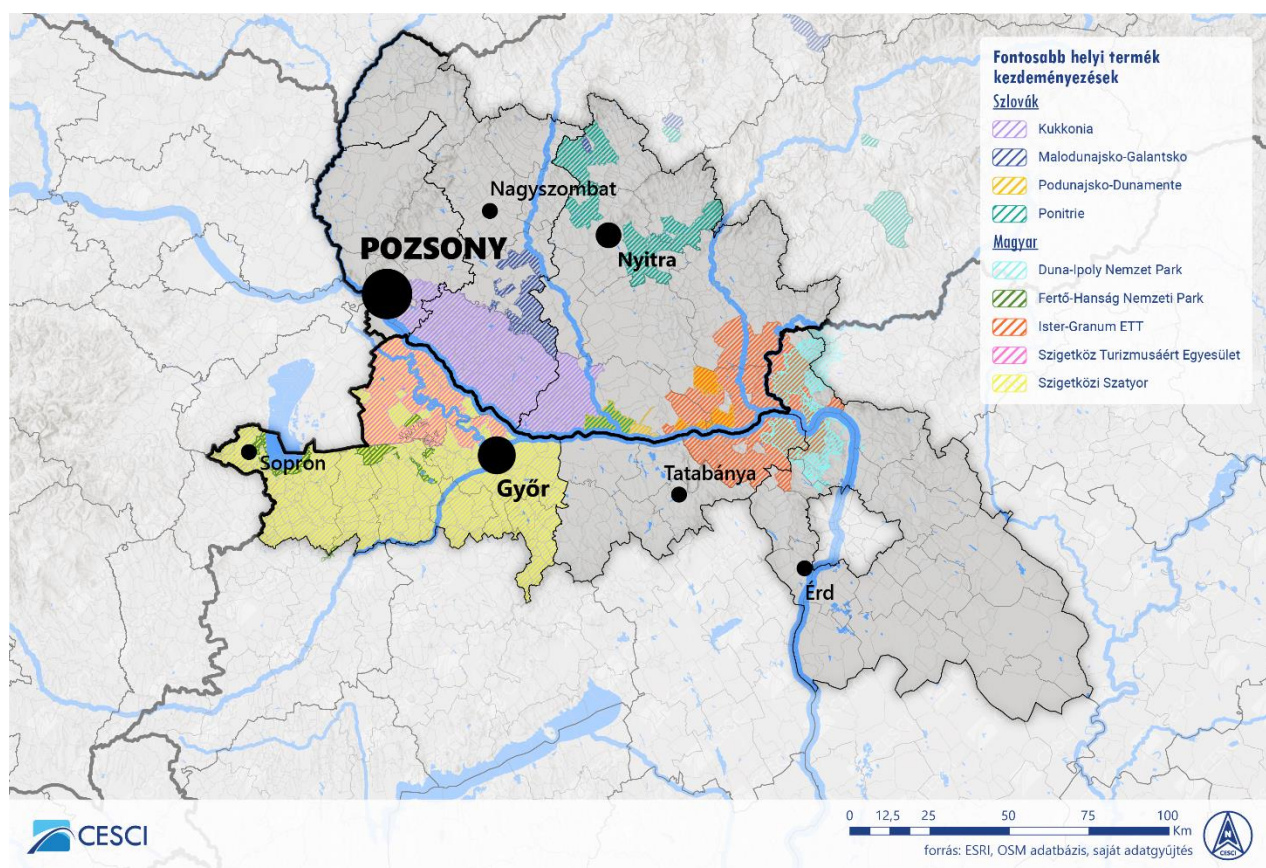 Fontosabb helyi termék
kezdeményezések
Szlovák
Kukkonia
Malodunajsko-Galantsko
Podunajsko-Dunamente
Ponitrie
Magyar
Duna-Ipoly Nemzet Park
Fertő-Hanság Nemzeti Park
Ister-Granum ETT
Szigetköz Turizmusáért Egyesület
Szigetközi Szatyor
Nagyszombat
POZSONY
Nyitra
Sopron
Győr
Tatabánya
Érd
CESCI
0 12,5 25 50 75 100
Km
forrás: ESRI, OSM adatbázis, saját adatgyűjtés
CESCI